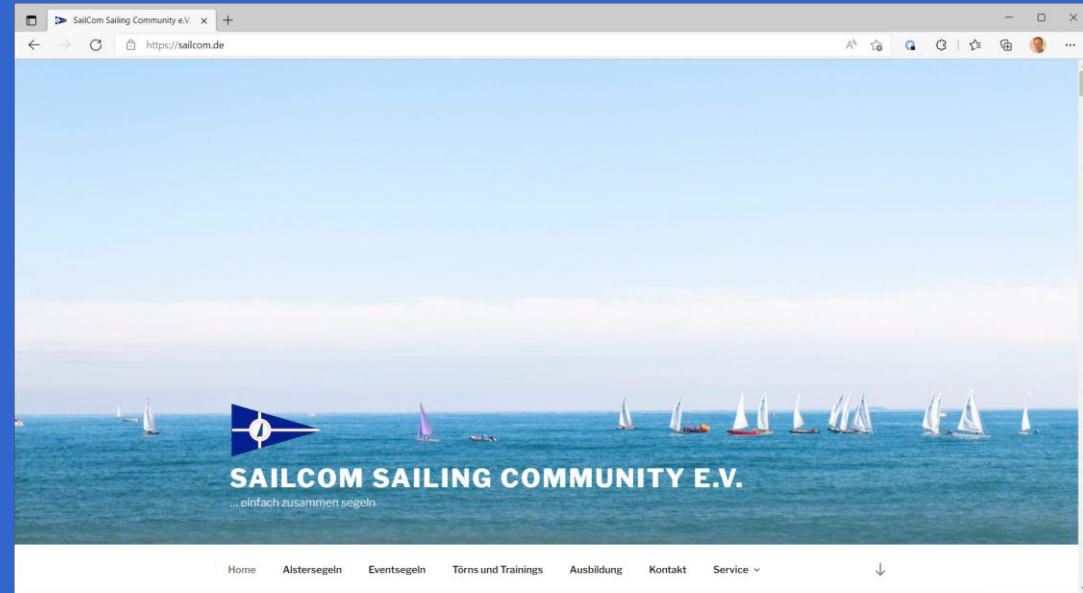 SailCom Sailing Community e.V.
https://sailcom.de
SAILCOM SAILING COMMUNITY E.V.
... einfach zusammen segeln
Home Alstersegeln Eventsegeln Törns und Trainings Ausbildung Kontakt Service